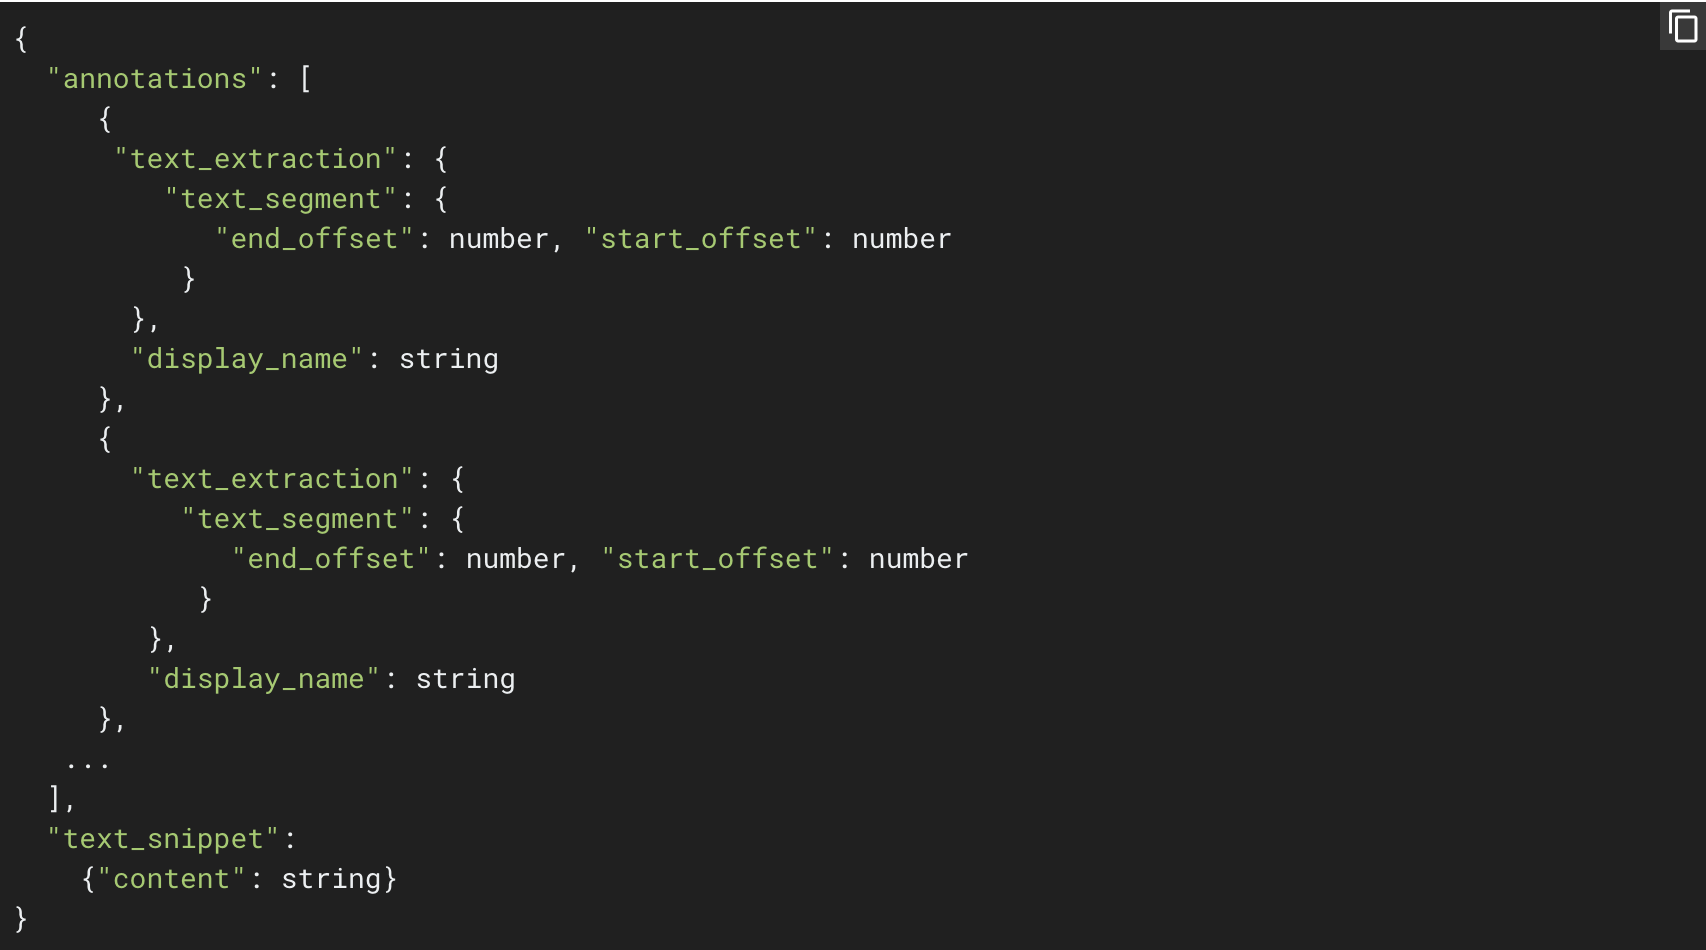 {
  "annotations": [
     {
      "text_extraction": {
         "text_segment": {
            "end_offset": number, "start_offset": number
          }
       },
       "display_name": string
     },
     {
       "text_extraction": {
          "text_segment": {
             "end_offset": number, "start_offset": number
           }
        },
        "display_name": string
     },
   ...
  ],
  "text_snippet":
    {"content": string}
}